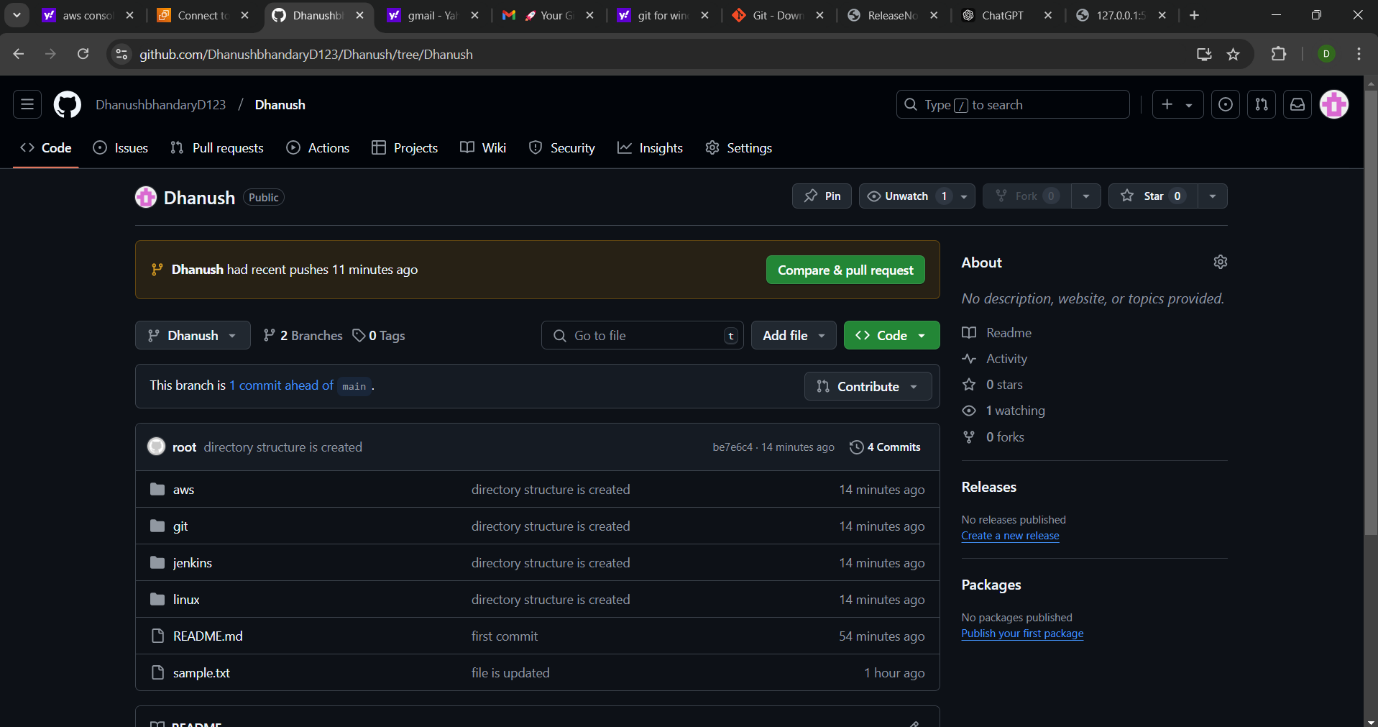 aws consol
Connect to
Dhanushbl
gmail - Yah
Your G
git for win
Git - Down
ReleaseNo
ChatGPT
127.0.0.1:5
github.com/DhanushbhandaryD123/Dhanush/tree/Dhanush
D
DhanushbhandaryD123 / Dhanush
Type / to search
Code Issues Pull requests Actions Projects Wiki Security Insights Settings
Dhanush Public
Pin Unwatch 1 Fork 0 Star 0
Dhanush had recent pushes 11 minutes ago
Compare & pull request
Dhanush 2 Branches 0 Tags
Go to file t
Add file
Code
This branch is 1 commit ahead of main .
Contribute
root directory structure is created be7e6c4 · 14 minutes ago 4 Commits
aws directory structure is created 14 minutes ago
git directory structure is created 14 minutes ago
jenkins directory structure is created 14 minutes ago
linux directory structure is created 14 minutes ago
README.md first commit 54 minutes ago
sample.txt file is updated 1 hour ago
README
About
No description, website, or topics provided.
Readme
Activity
0 stars
1 watching
0 forks
Releases
No releases published
Create a new release
Packages
No packages published
Publish your first package